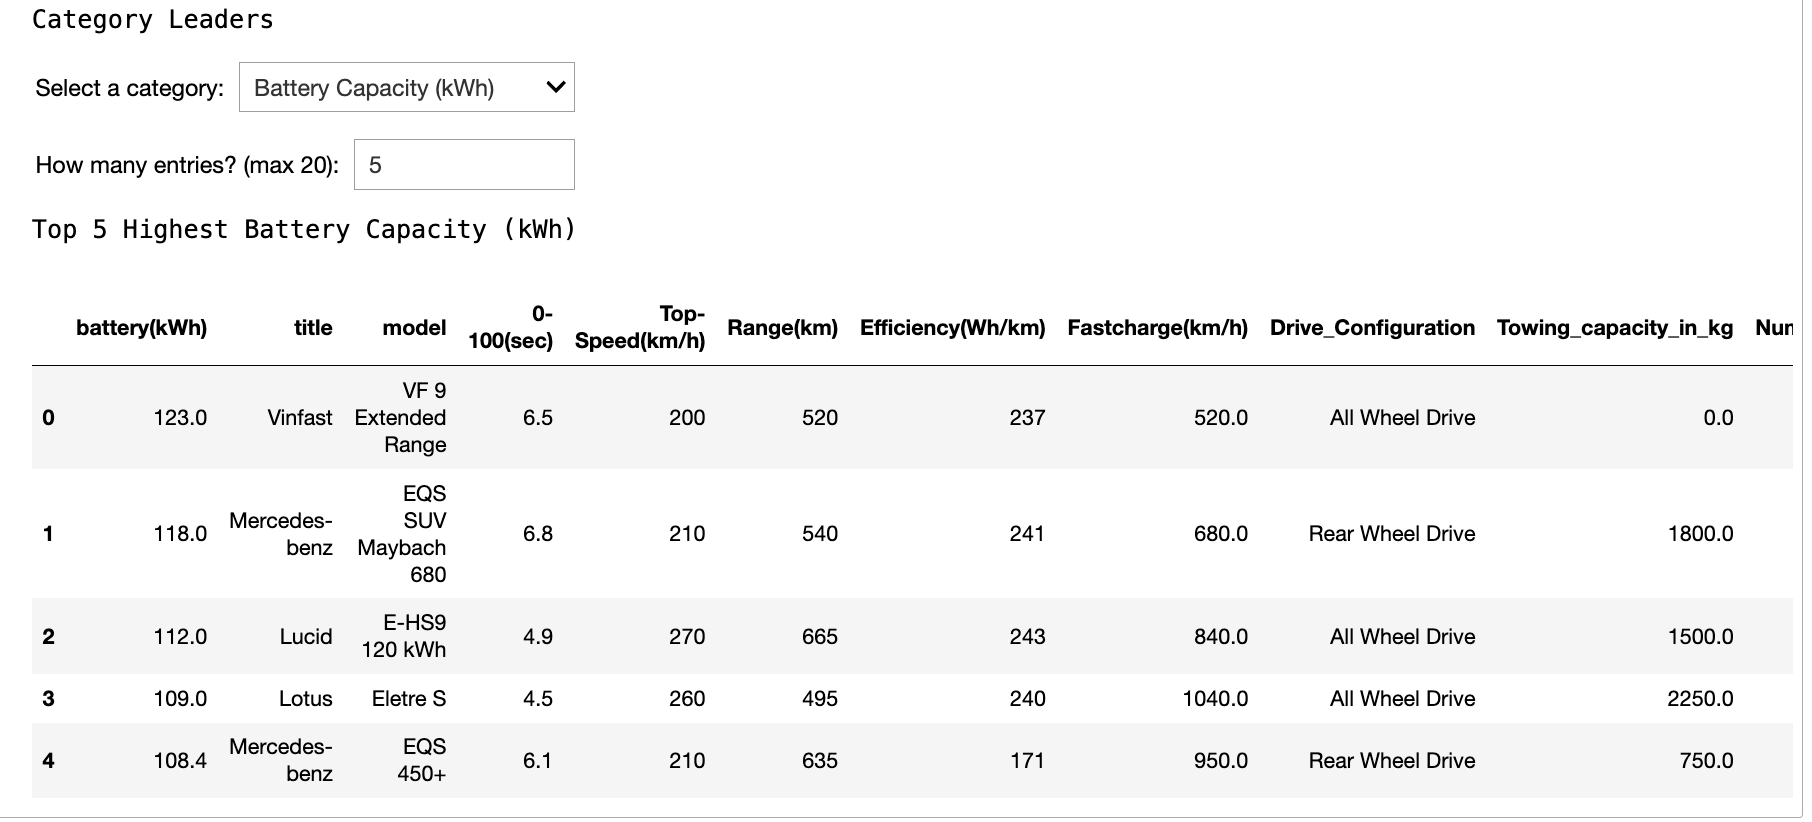 Category Leaders
Select a category: Battery Capacity (kWh)
How many entries? (max 20): 5
Top 5 Highest Battery Capacity (kWh)
battery(kWh) title model 0-100(sec) Top-Speed(km/h) Range(km) Efficiency(Wh/km) Fastcharge(km/h) Drive_Configuration Towing_capacity_in_kg
0 123.0 Vinfast VF 9 Extended Range 6.5 200 520 237 520.0 All Wheel Drive 0.0
1 118.0 Mercedes-benz EQS SUV Maybach 680 6.8 210 540 241 680.0 Rear Wheel Drive 1800.0
2 112.0 Lucid E-HS9 120 kWh 4.9 270 665 243 840.0 All Wheel Drive 1500.0
3 109.0 Lotus Eletre S 4.5 260 495 240 1040.0 All Wheel Drive 2250.0
4 108.4 Mercedes-benz EQS 450+ 6.1 210 635 171 950.0 Rear Wheel Drive 750.0